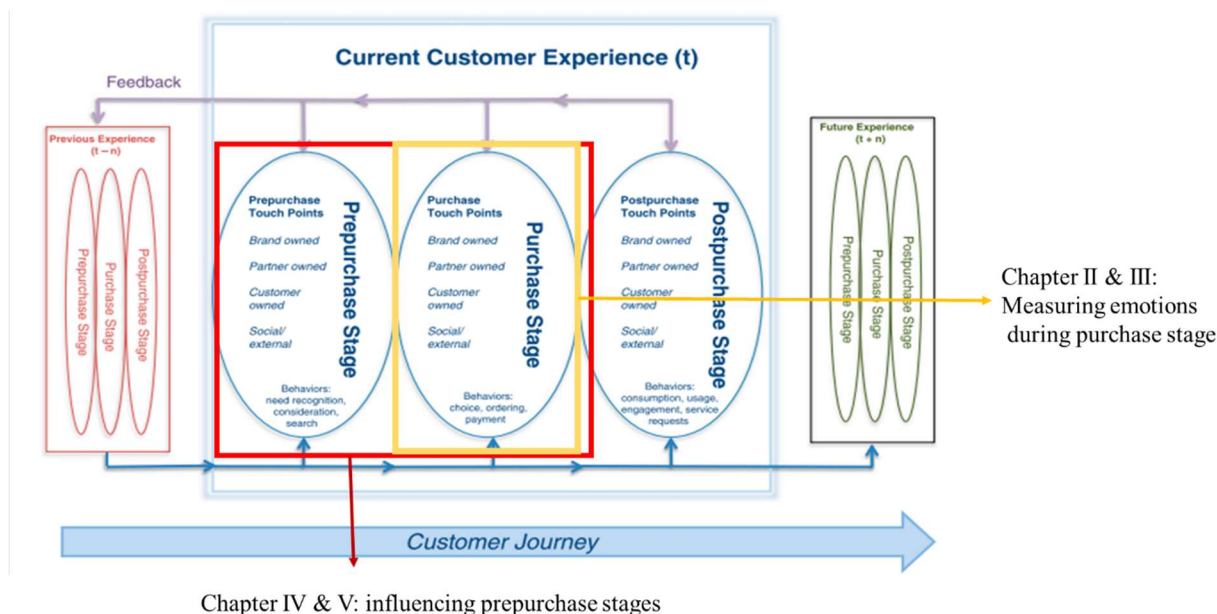 Current Customer Experience (t)
Feedback
Previous Experience
(t – n)
Prepurchase Stage
Purchase Stage
Postpurchase Stage
Prepurchase
Touch Points
Brand owned
Partner owned
Customer
owned
Social/
external
Prepurchase Stage
Behaviors:
need recognition,
consideration,
search
Purchase
Touch Points
Brand owned
Partner owned
Customer
owned
Social/
external
Purchase Stage
Behaviors:
choice, ordering,
payment
Postpurchase
Touch Points
Brand owned
Partner owned
Customer
owned
Social/
external
Postpurchase Stage
Behaviors:
consumption, usage,
engagement, service
requests
Future Experience
(t + n)
Prepurchase Stage
Purchase Stage
Postpurchase Stage
Chapter II & III:
Measuring emotions
during purchase stage
Customer Journey
Chapter IV & V: influencing prepurchase stages